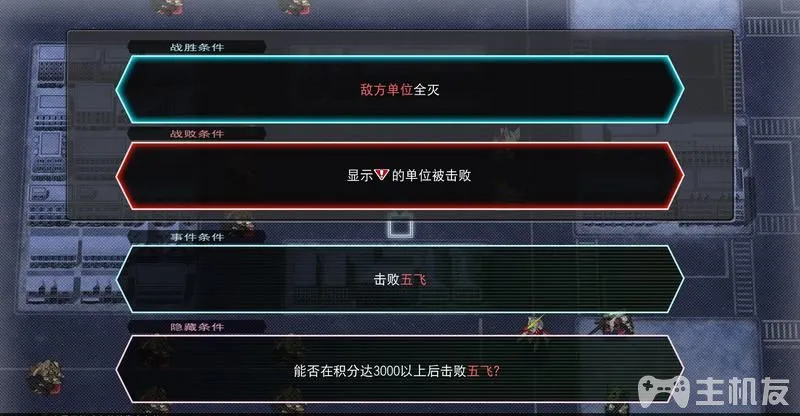 战胜条件
敌方单位全灭
战败条件
显示的单位被击败
事件条件
击败五飞
隐藏条件
能否在积分达3000以上后击败五飞?
主机友